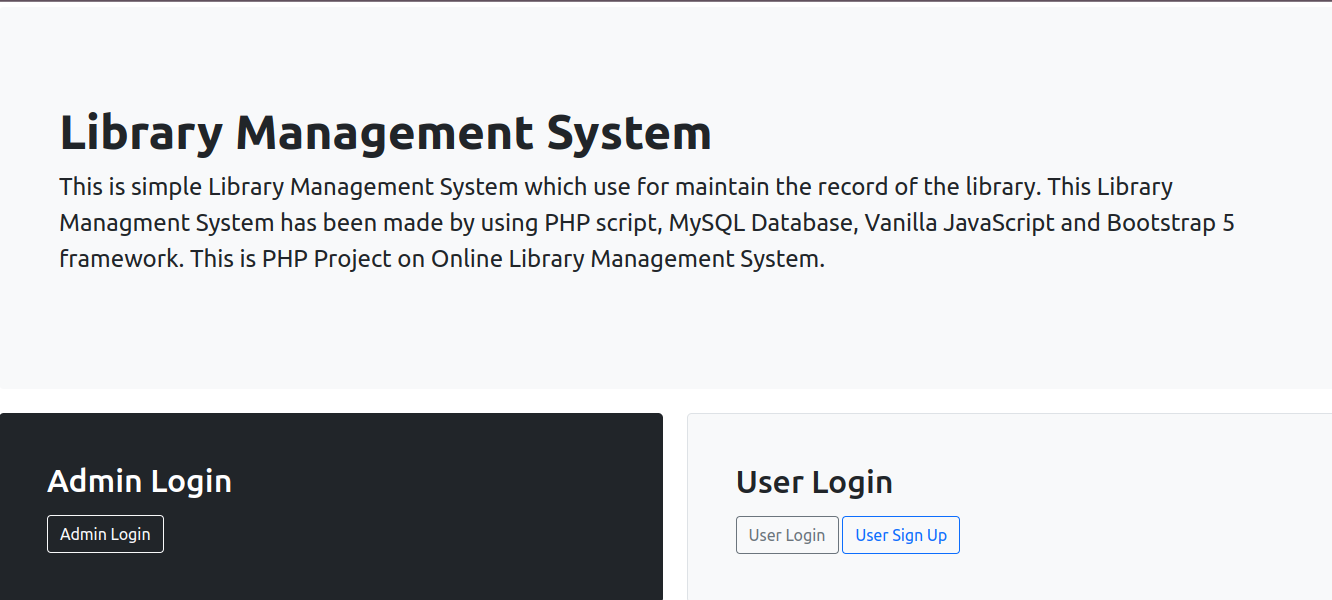 Library Management System
This is simple Library Management System which use for maintain the record of the library. This Library
Managment System has been made by using PHP script, MySQL Database, Vanilla JavaScript and Bootstrap 5
framework. This is PHP Project on Online Library Management System.
Admin Login
Admin Login
User Login
User Login User Sign Up